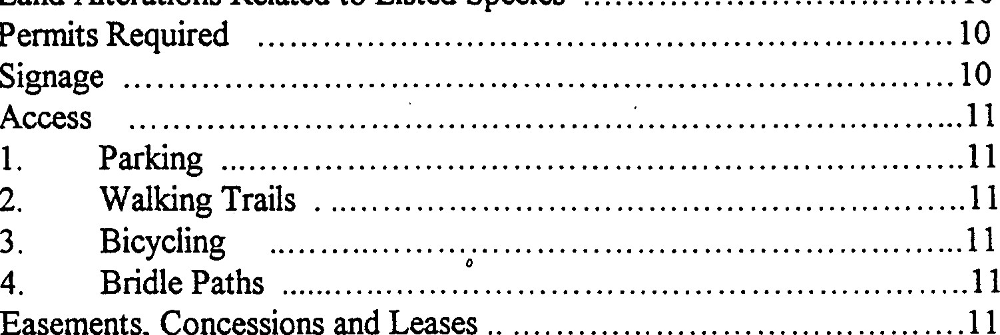 Land Alterations Related to Listed Species ........................................ 10
Permits Required ................................................................ 10
Signage ............................................................................ 10
Access ............................................................................ 11
1. Parking .................................................................... 11
2. Walking Trails . ........................................................... 11
3. Bicycling ................................................................ 11
4. Bridle Paths ............................................................... 11
Easements, Concessions and Leases .. ............................................ 11